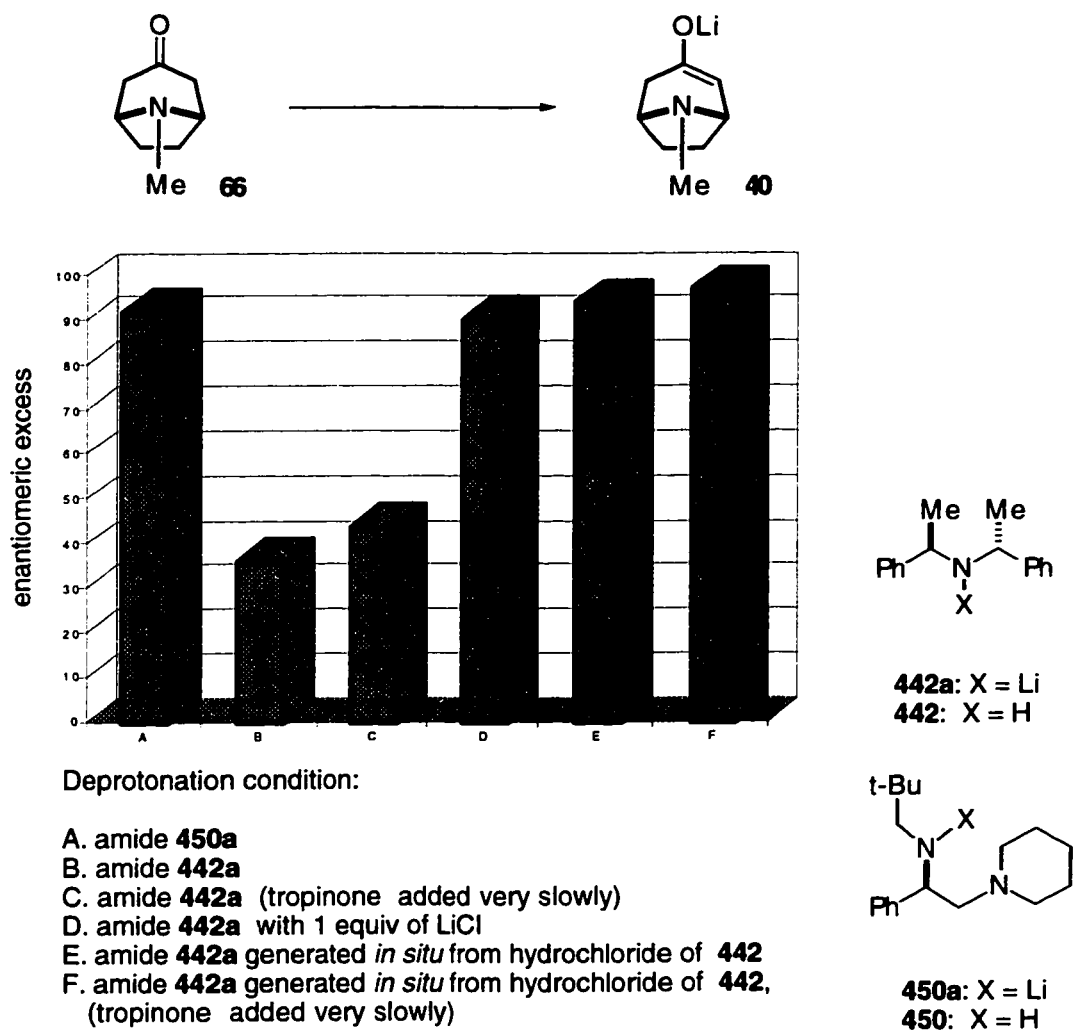 O
OLi
N
N
Me 66
Me 40
enantiomeric excess
100
90
80
70
60
50
40
30
20
10
0
A B C D E F
Me Me
Ph N Ph
X
442a: X = Li
442: X = H
Deprotonation condition:
A. amide 450a
B. amide 442a
C. amide 442a (tropinone added very slowly)
D. amide 442a with 1 equiv of LiCl
E. amide 442a generated in situ from hydrochloride of 442
F. amide 442a generated in situ from hydrochloride of 442,
(tropinone added very slowly)
t-Bu
X
N
N
Ph
450a: X = Li
450: X = H